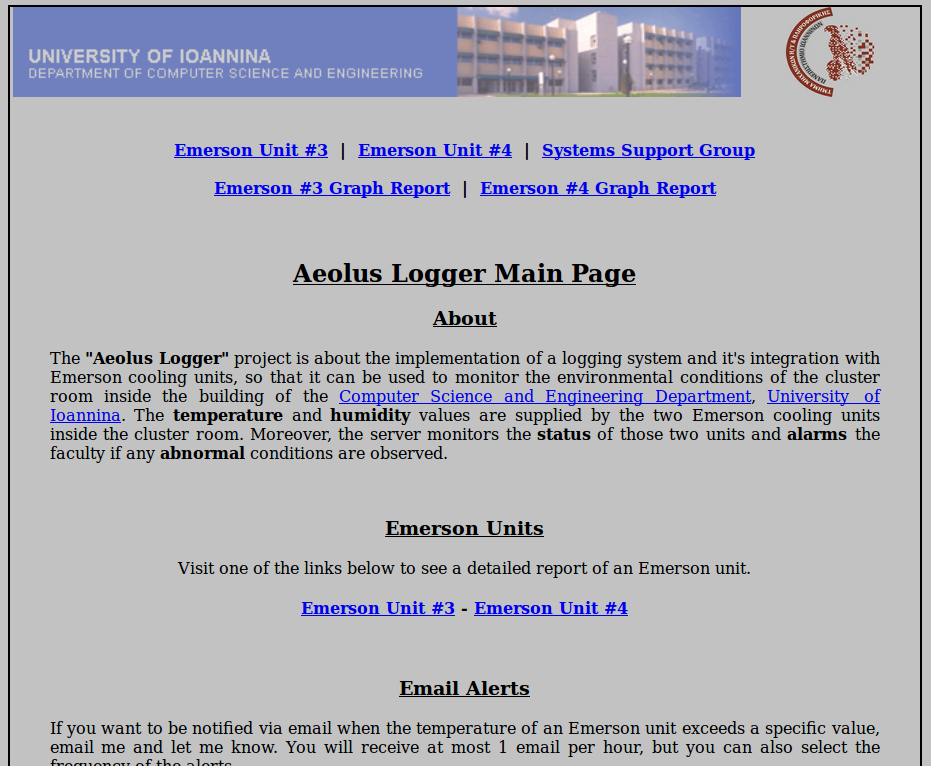 UNIVERSITY OF IOANNINA
DEPARTMENT OF COMPUTER SCIENCE AND ENGINEERING
ΤΜΗΜΑ ΜΗΧΑΝΙΚΩΝ Η/Υ & ΠΛΗΡΟΦΟΡΙΚΗΣ
ΠΑΝΕΠΙΣΤΗΜΙΟ ΙΩΑΝΝΙΝΩΝ
Emerson Unit #3 | Emerson Unit #4 | Systems Support Group
Emerson #3 Graph Report | Emerson #4 Graph Report
Aeolus Logger Main Page
About
The "Aeolus Logger" project is about the implementation of a logging system and it's integration with
Emerson cooling units, so that it can be used to monitor the environmental conditions of the cluster
room inside the building of the Computer Science and Engineering Department, University of
Ioannina. The temperature and humidity values are supplied by the two Emerson cooling units
inside the cluster room. Moreover, the server monitors the status of those two units and alarms the
faculty if any abnormal conditions are observed.
Emerson Units
Visit one of the links below to see a detailed report of an Emerson unit.
Emerson Unit #3 - Emerson Unit #4
Email Alerts
If you want to be notified via email when the temperature of an Emerson unit exceeds a specific value,
email me and let me know. You will receive at most 1 email per hour, but you can also select the
frequency of the alerts.